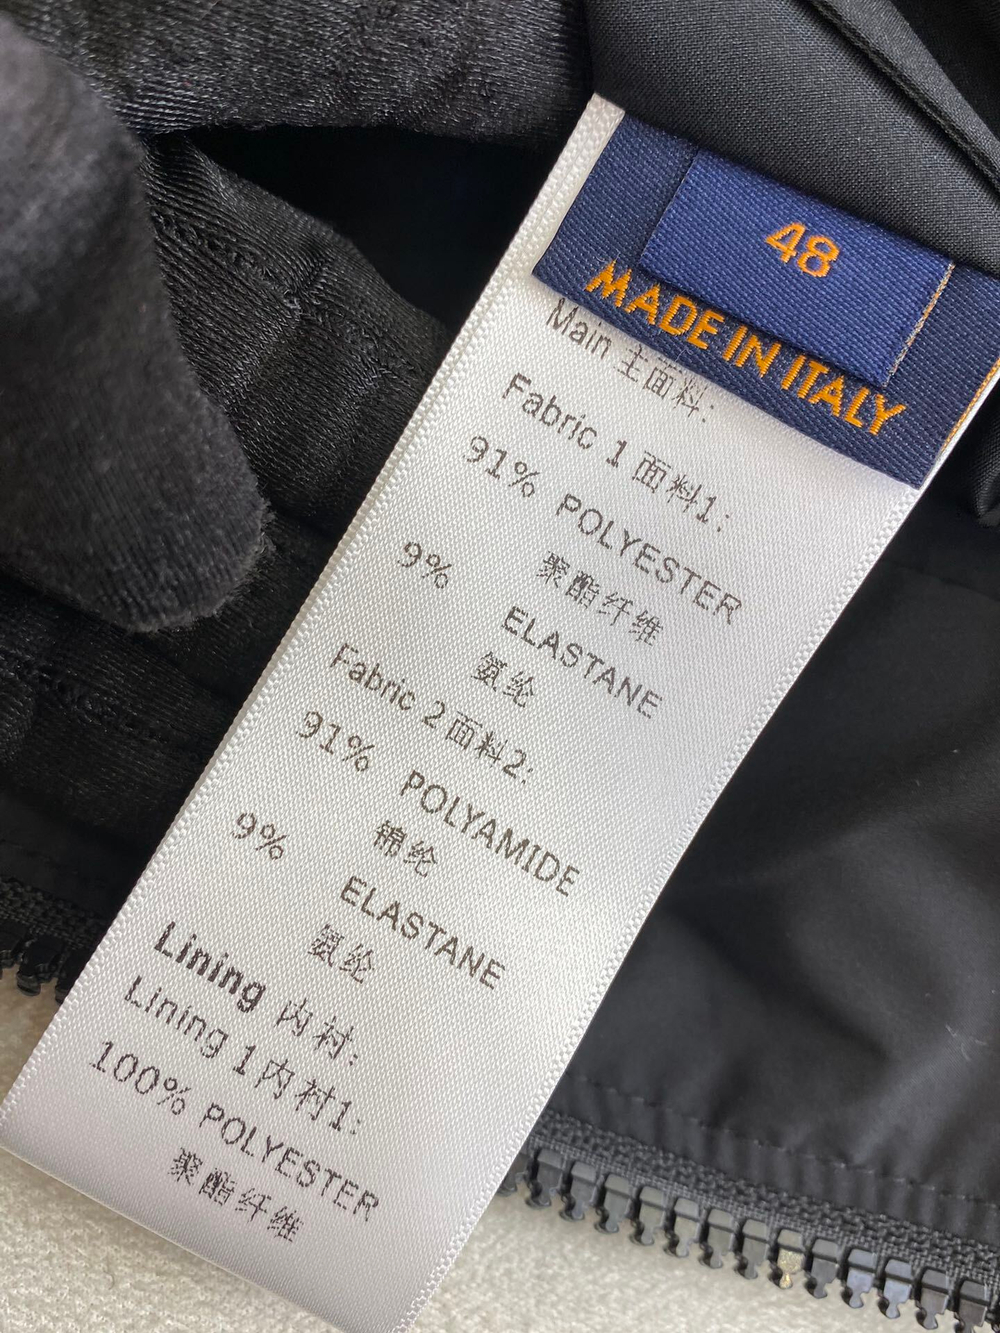 48
MADE IN ITALY
Main 主面料:
Fabric 1 面料1:
91% POLYESTER
聚酯纤维
9% ELASTANE
氨纶
Fabric 2 面料2:
91% POLYAMIDE
锦纶
9% ELASTANE
氨纶
Lining 内衬:
Lining 1 内衬1:
100% POLYESTER
聚酯纤维